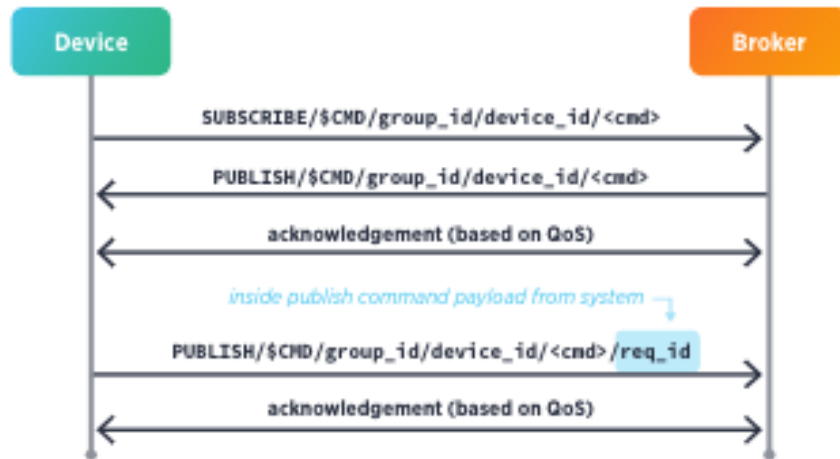 Device
Broker
SUBSCRIBE/$CMD/group_id/device_id/<cmd>
PUBLISH/$CMD/group_id/device_id/<cmd>
acknowledgement (based on QoS)
inside publish command payload from system
PUBLISH/$CMD/group_id/device_id/<cmd>/req_id
acknowledgement (based on QoS)